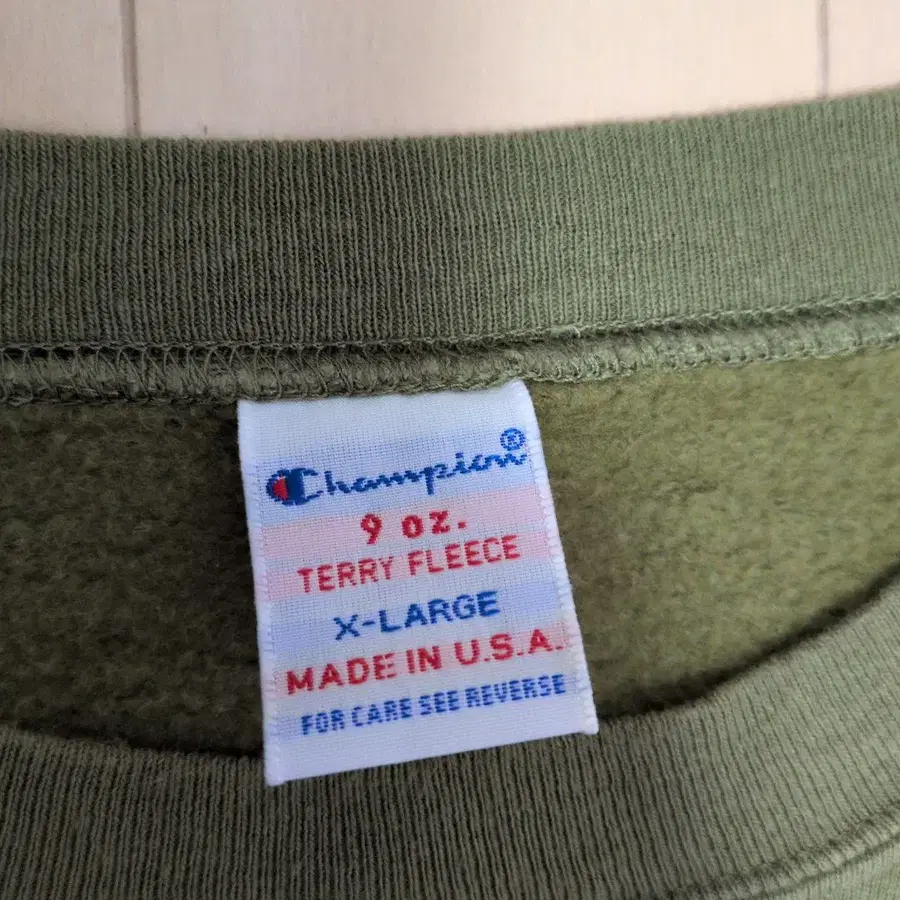 Champion®
9 oz.
TERRY FLEECE
X-LARGE
MADE IN U.S.A.
FOR CARE SEE REVERSE